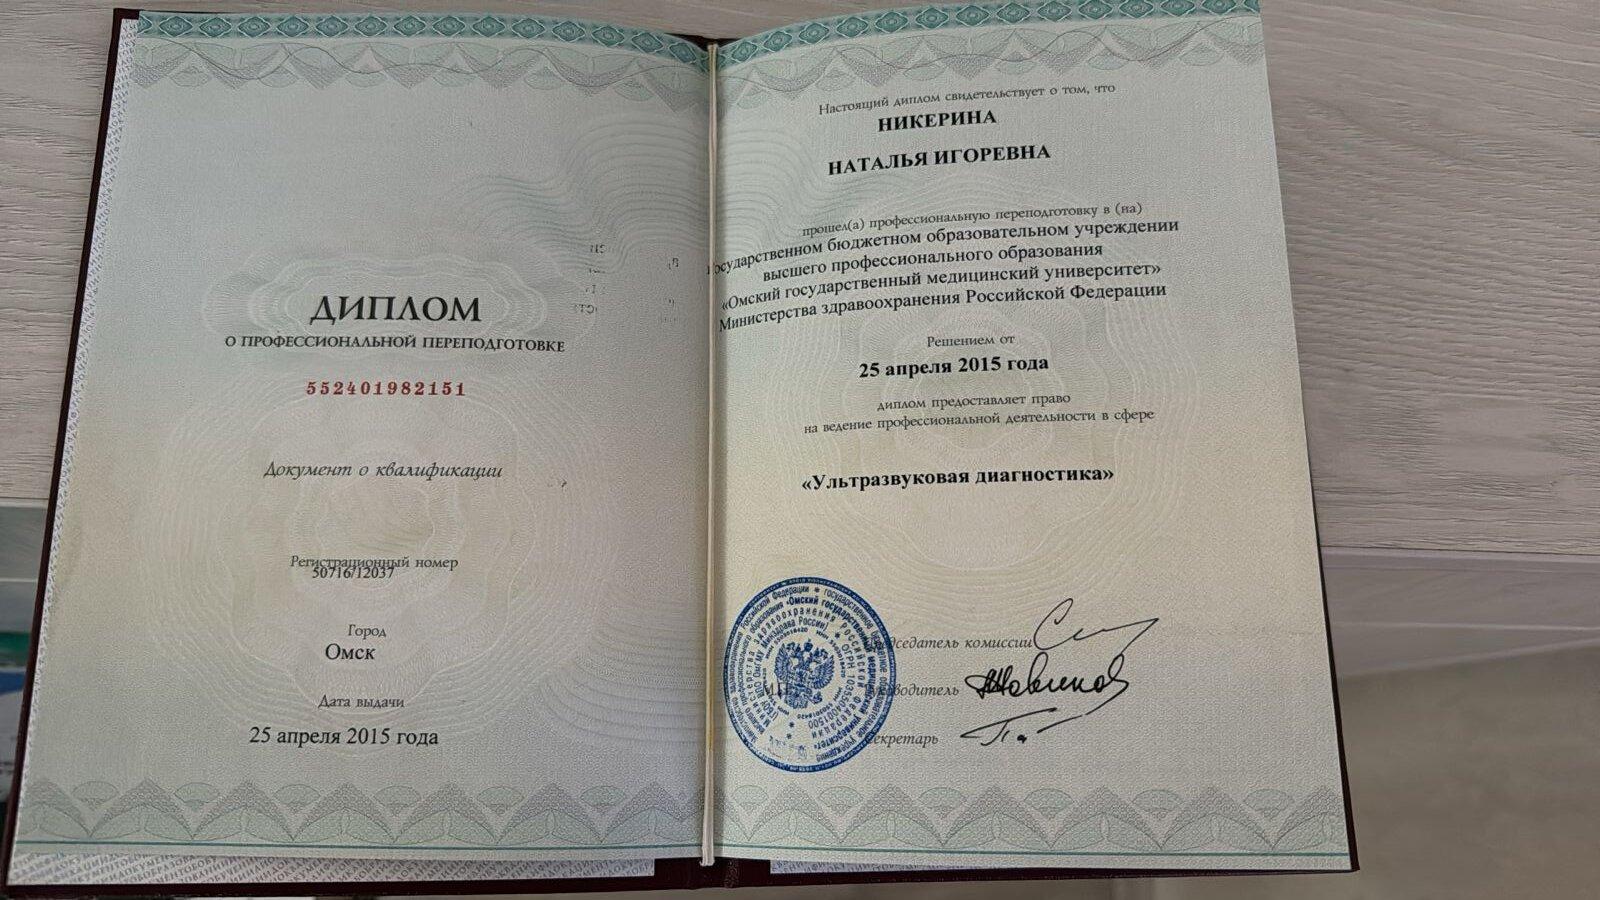 ДИПЛОМ
О ПРОФЕССИОНАЛЬНОЙ ПЕРЕПОДГОТОВКЕ
552401982151
Документ о квалификации
Регистрационный номер
50716/12037
Город
Омск
Дата выдачи
25 апреля 2015 года
Настоящий диплом свидетельствует о том, что
НИКЕРИНА
НАТАЛЬЯ ИГОРЕВНА
прошел(а) профессиональную переподготовку в (на)
государственном бюджетном образовательном учреждении
высшего профессионального образования
«Омский государственный медицинский университет»
Министерства здравоохранения Российской Федерации
Решением от
25 апреля 2015 года
диплом предоставляет право
на ведение профессиональной деятельности в сфере
«Ультразвуковая диагностика»
Председатель комиссии
Руководитель
Секретарь